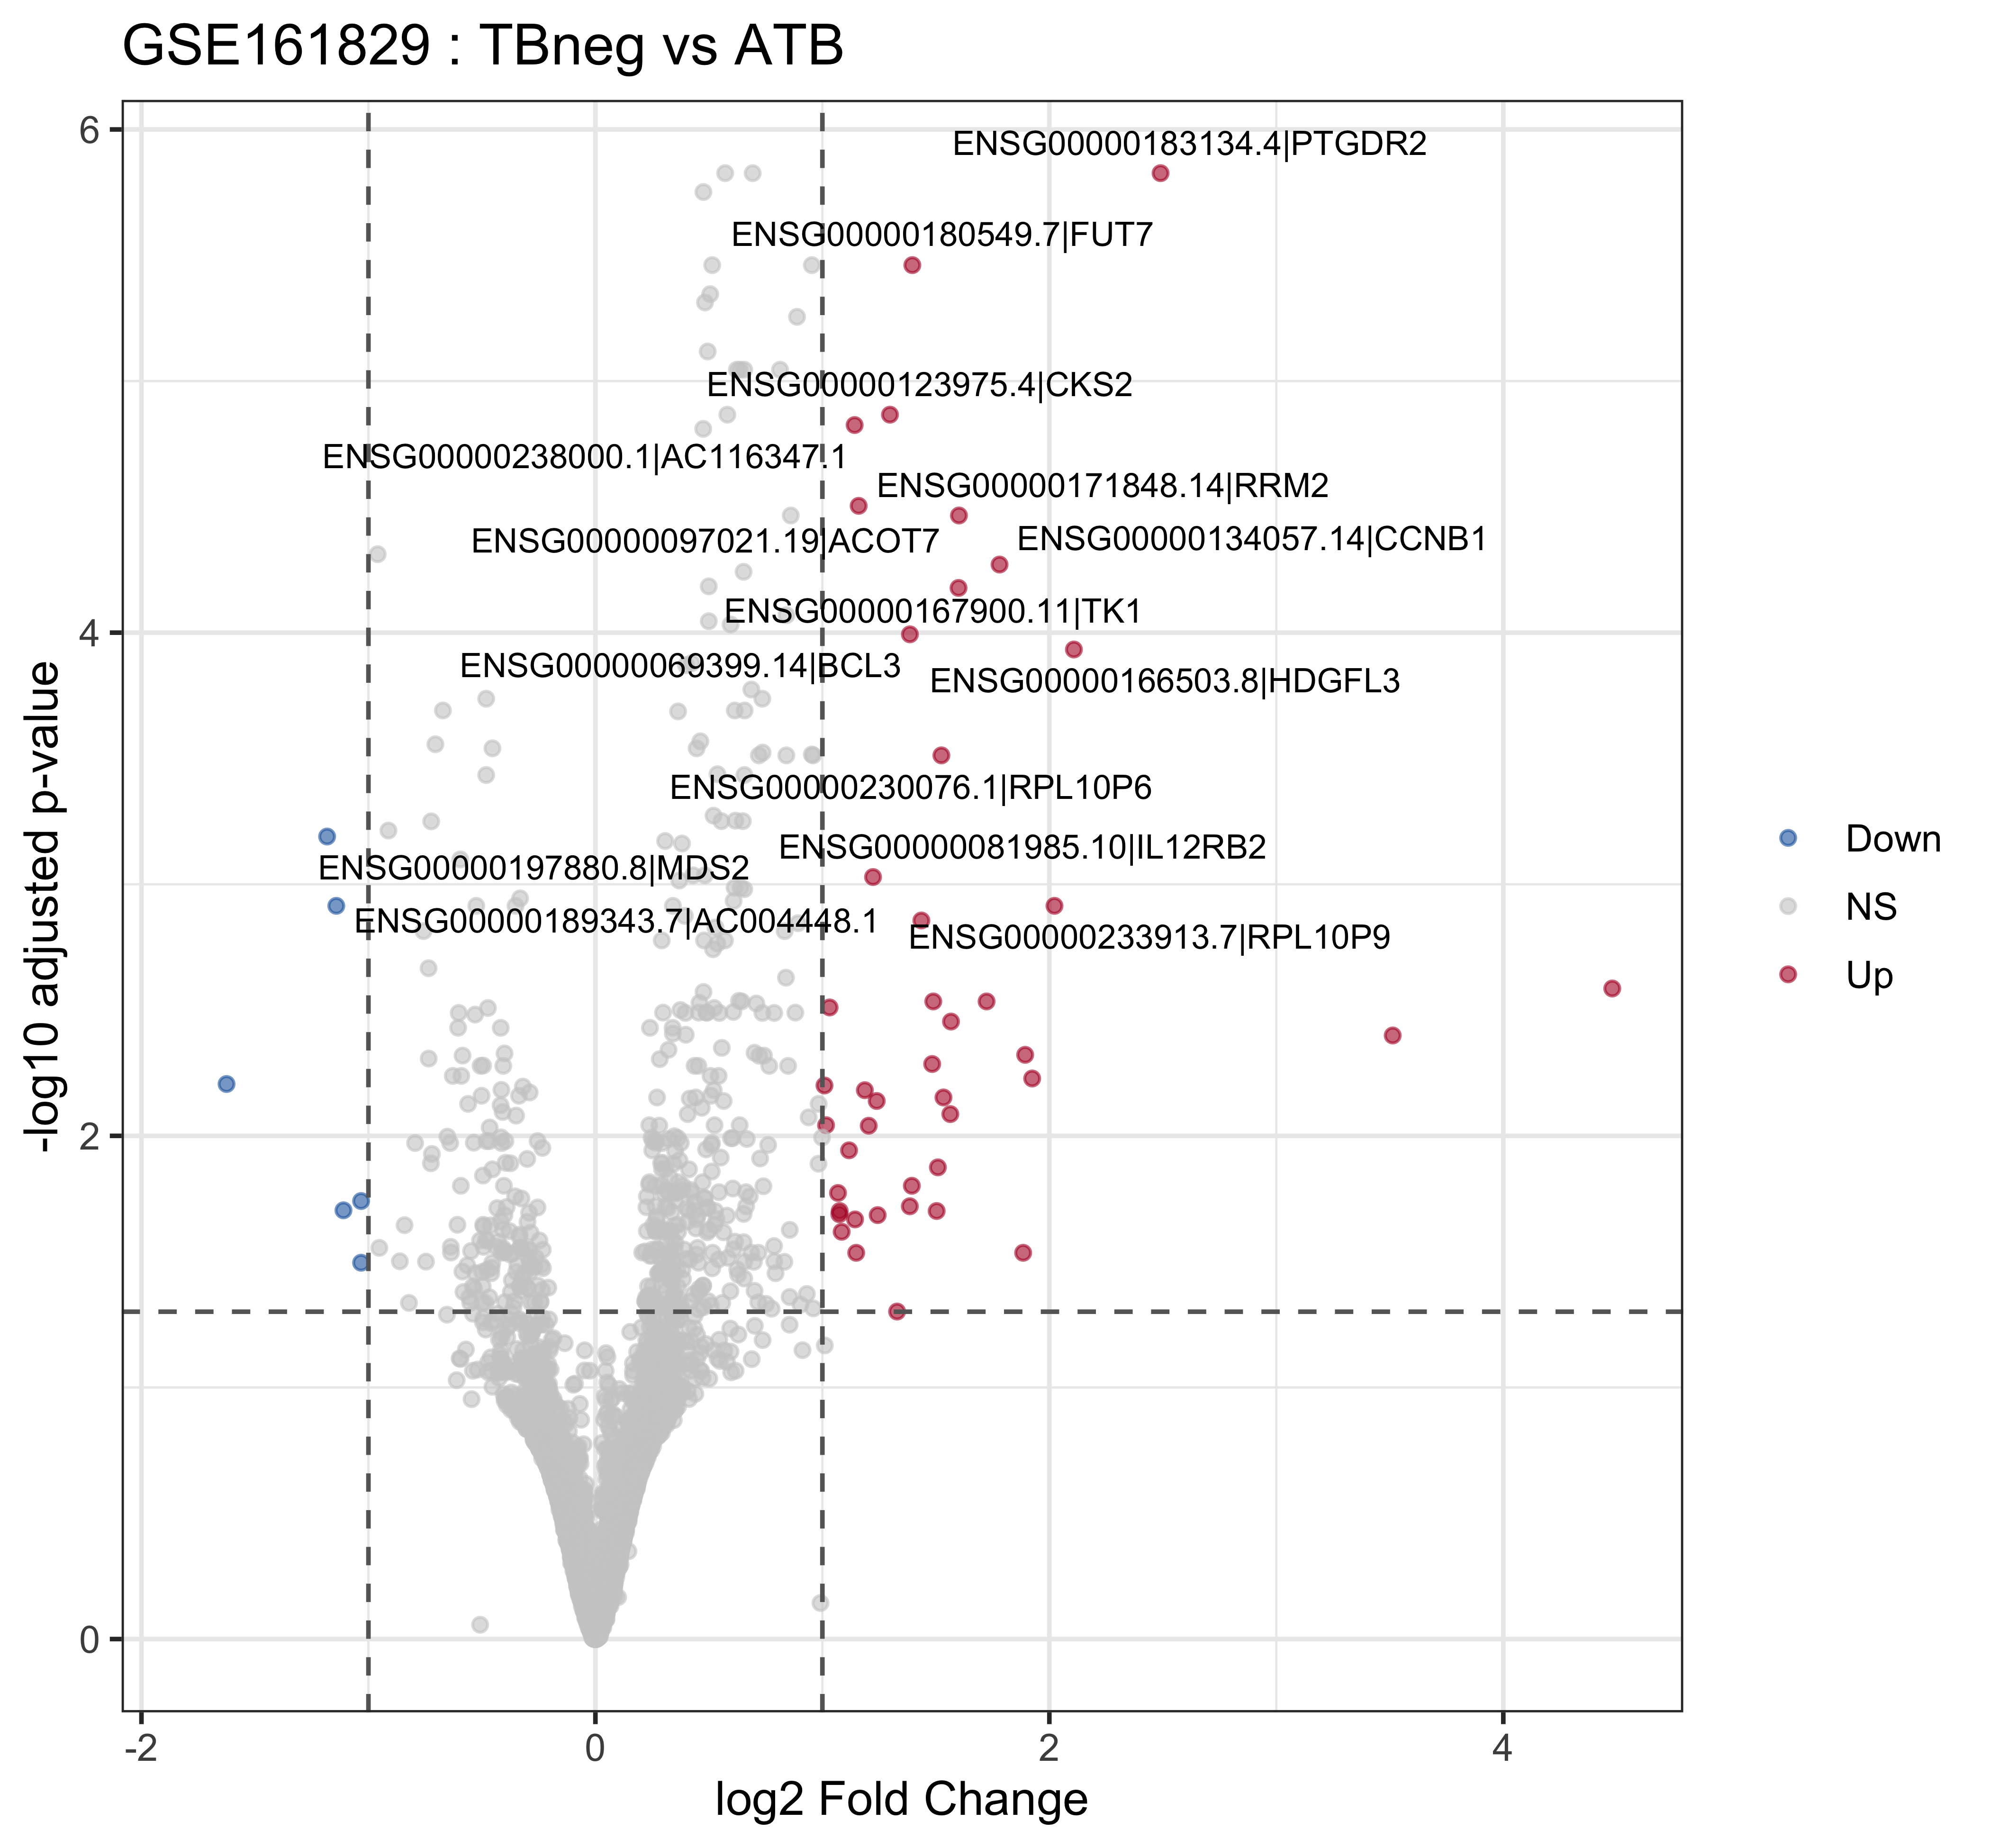 GSE161829 : TBneg vs ATB
ENSG00000183134.4|PTGDR2
ENSG00000180549.7|FUT7
ENSG00000123975.4|CKS2
ENSG00000238000.1|AC116347.1
ENSG00000171848.14|RRM2
ENSG00000097021.19|ACOT7
ENSG00000134057.14|CCNB1
ENSG00000167900.11|TK1
ENSG00000069399.14|BCL3
ENSG00000166503.8|HDGFL3
ENSG00000230076.1|RPL10P6
ENSG00000081985.10|IL12RB2
ENSG00000197880.8|MDS2
ENSG00000189343.7|AC004448.1
ENSG00000233913.7|RPL10P9
6
4
2
0
-log10 adjusted p-value
-2
0
2
4
log2 Fold Change
Down
NS
Up